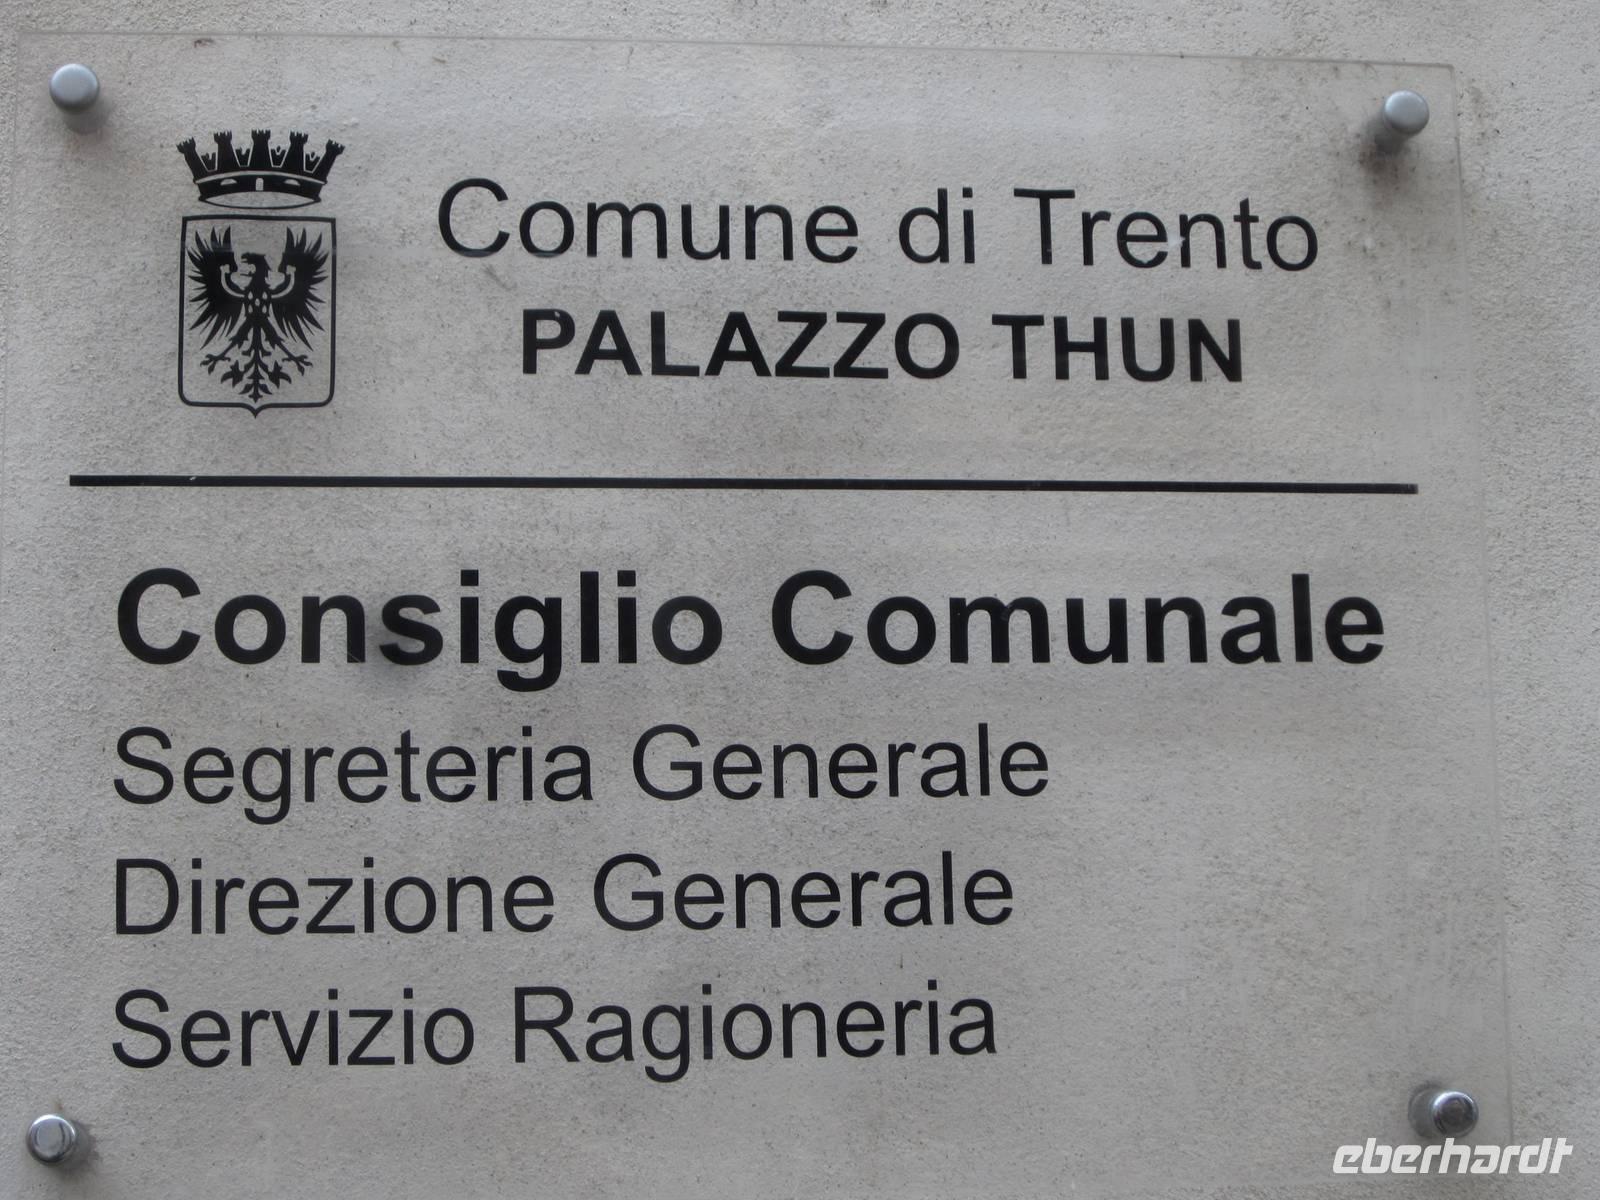 Comune di Trento
PALAZZO THUN
Consiglio Comunale
Segreteria Generale
Direzione Generale
Servizio Ragioneria
eberhardt